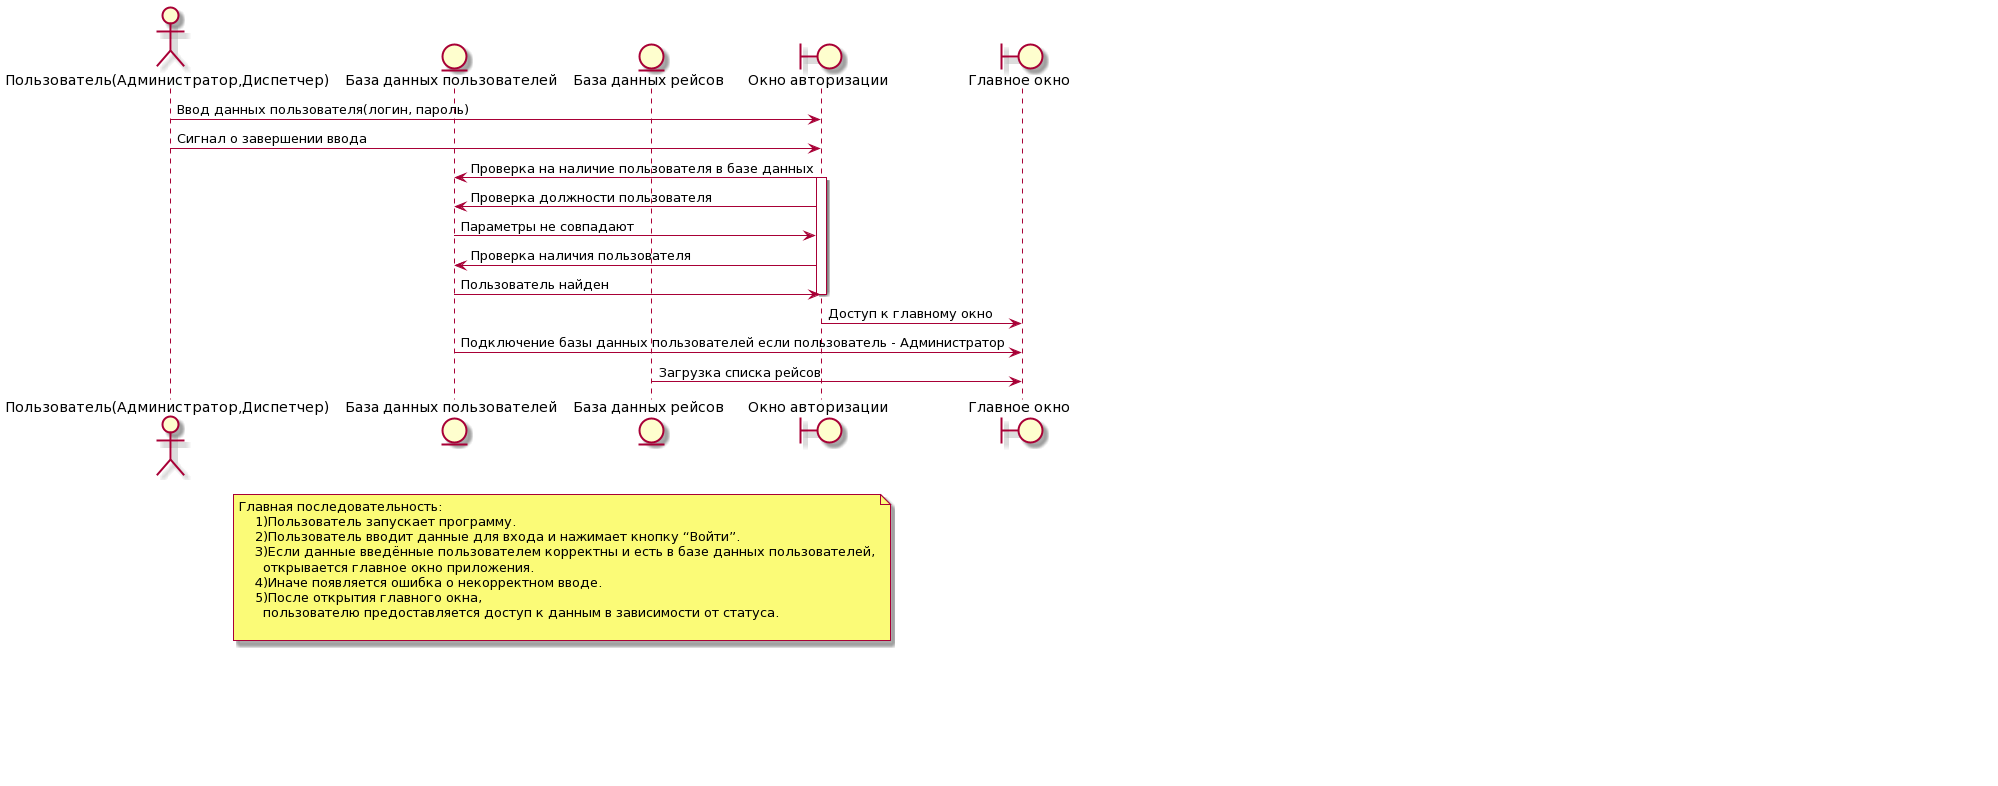 Пользователь(Администратор,Диспетчер)
База данных пользователей
База данных рейсов
Окно авторизации
Главное окно
Ввод данных пользователя(логин, пароль)
Сигнал о завершении ввода
Проверка на наличие пользователя в базе данных
Проверка должности пользователя
Параметры не совпадают
Проверка наличия пользователя
Пользователь найден
Доступ к главному окно
Подключение базы данных пользователей если пользователь - Администратор
Загрузка списка рейсов
Пользователь(Администратор,Диспетчер)
База данных пользователей
База данных рейсов
Окно авторизации
Главное окно
Главная последовательность:
1)Пользователь запускает программу.
2)Пользователь вводит данные для входа и нажимает кнопку “Войти”.
3)Если данные введённые пользователем корректны и есть в базе данных пользователей,
открывается главное окно приложения.
4)Иначе появляется ошибка о некорректном вводе.
5)После открытия главного окна,
пользователю предоставляется доступ к данным в зависимости от статуса.